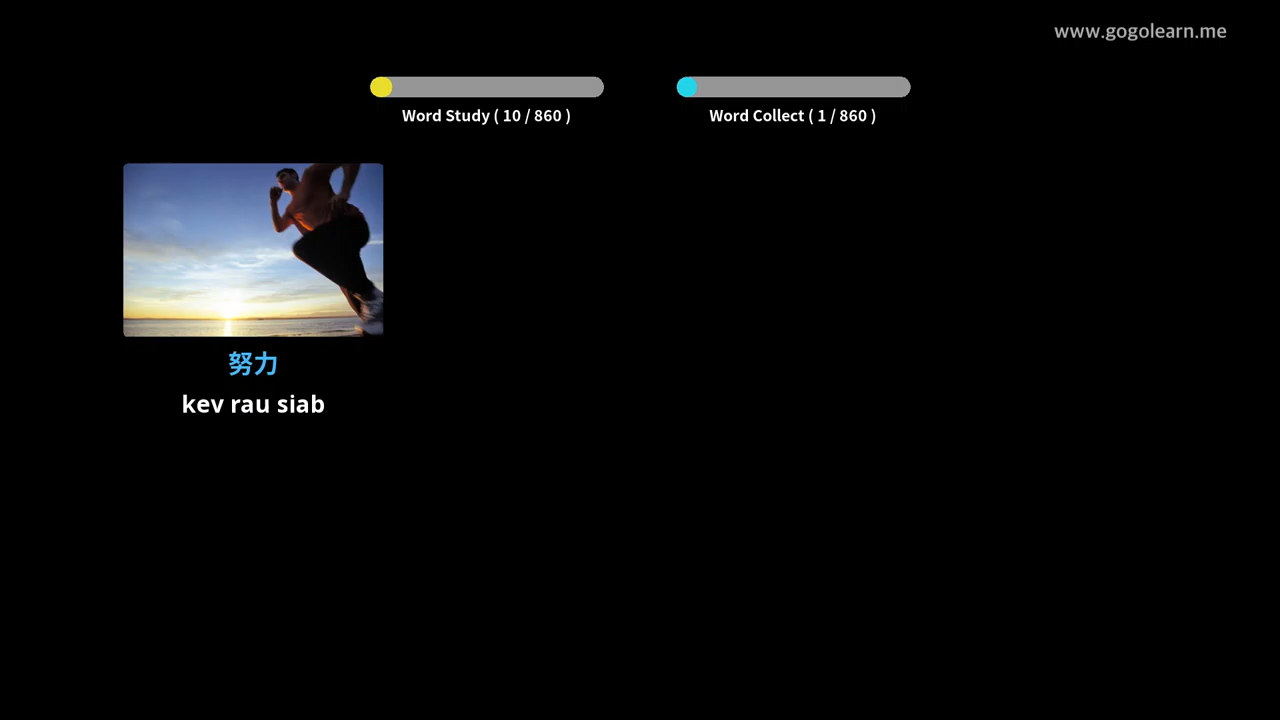 www.gogolearn.me
Word Study ( 10 / 860 )
Word Collect ( 1 / 860 )
努力
kev rau siab